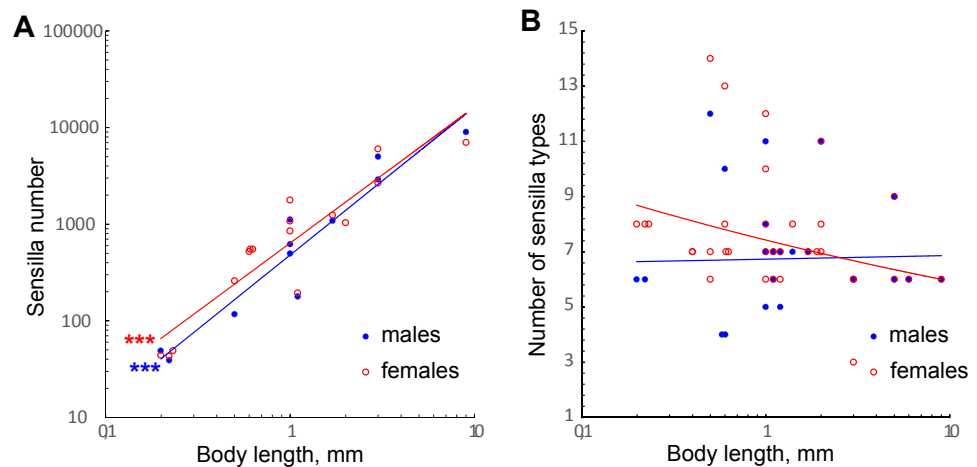 A
Sensilla number
100000
10000
1000
100
10
***
***
males
females
0,1
1
10
Body length, mm
B
Number of sensilla types
15
13
11
9
7
5
3
1
males
females
0,1
1
10
Body length, mm